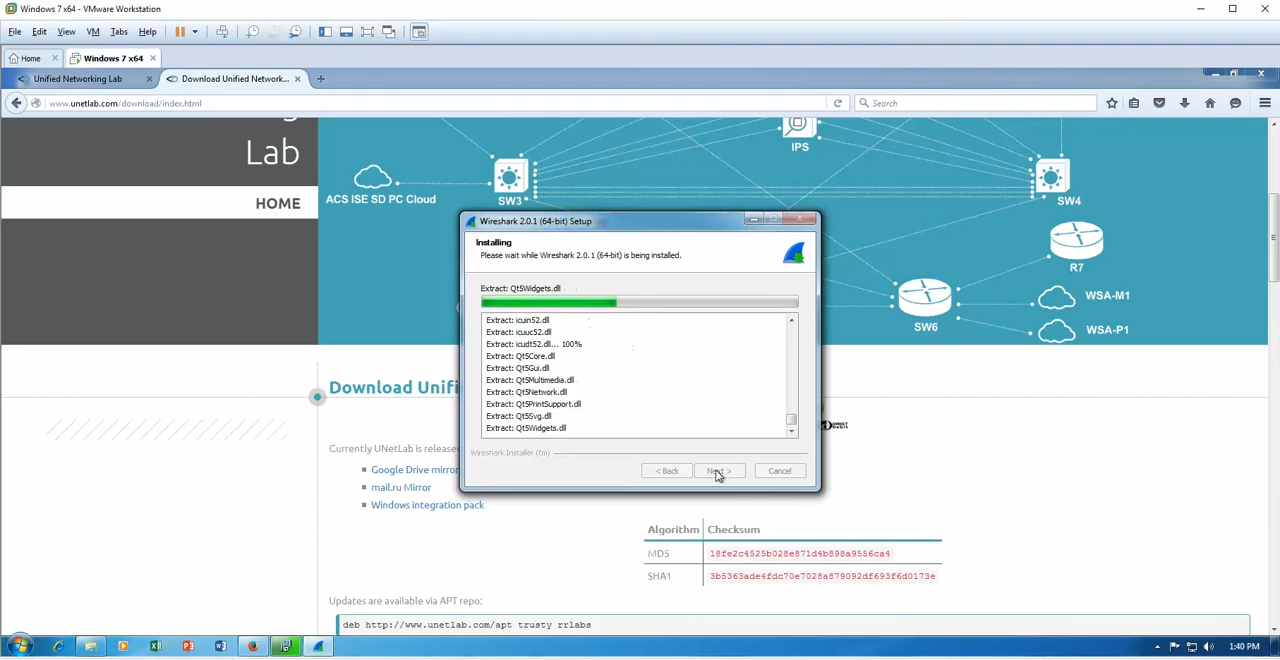 Windows 7 x64 - VMware Workstation
File Edit View VM Tabs Help
Home
Windows 7 x64
Unified Networking Lab
Download Unified Network...
www.unetlab.com/download/index.html
Search
Lab
HOME
IPS
ACS ISE SD PC Cloud
SW3
SW4
R7
WSA-M1
SW6
WSA-P1
Wireshark 2.0.1 (64-bit) Setup
Installing
Please wait while Wireshark 2.0.1 (64-bit) is being installed.
Extract: Qt5Widgets.dll
Extract: icuin52.dll
Extract: icuuc52.dll
Extract: icudt52.dll... 100%
Extract: Qt5Core.dll
Extract: Qt5Gui.dll
Extract: Qt5Multimedia.dll
Extract: Qt5Network.dll
Extract: Qt5PrintSupport.dll
Extract: Qt5Svg.dll
Extract: Qt5Widgets.dll
Wireshark Installer (tm)
< Back Next > Cancel
Download Unifi
Currently UNetLab is release
Google Drive mirror
mail.ru Mirror
Windows integration pack
Algorithm Checksum
MD5 18fe2c4525b028e871d4b898a9556ca4
SHA1 3b5363ade4fdc70e7028a879092df693f6d0173e
Updates are available via APT repo:
deb http://www.unetlab.com/apt trusty rrlabs
1:40 PM